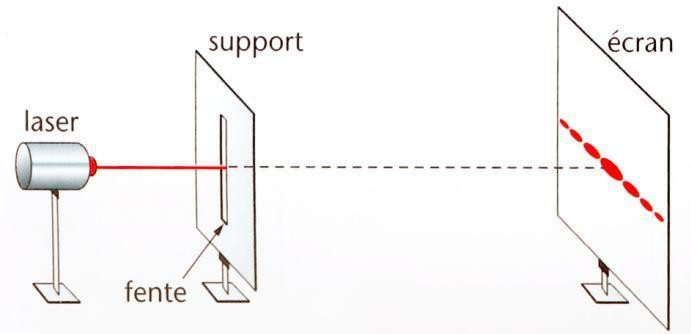 support
écran
laser
fente